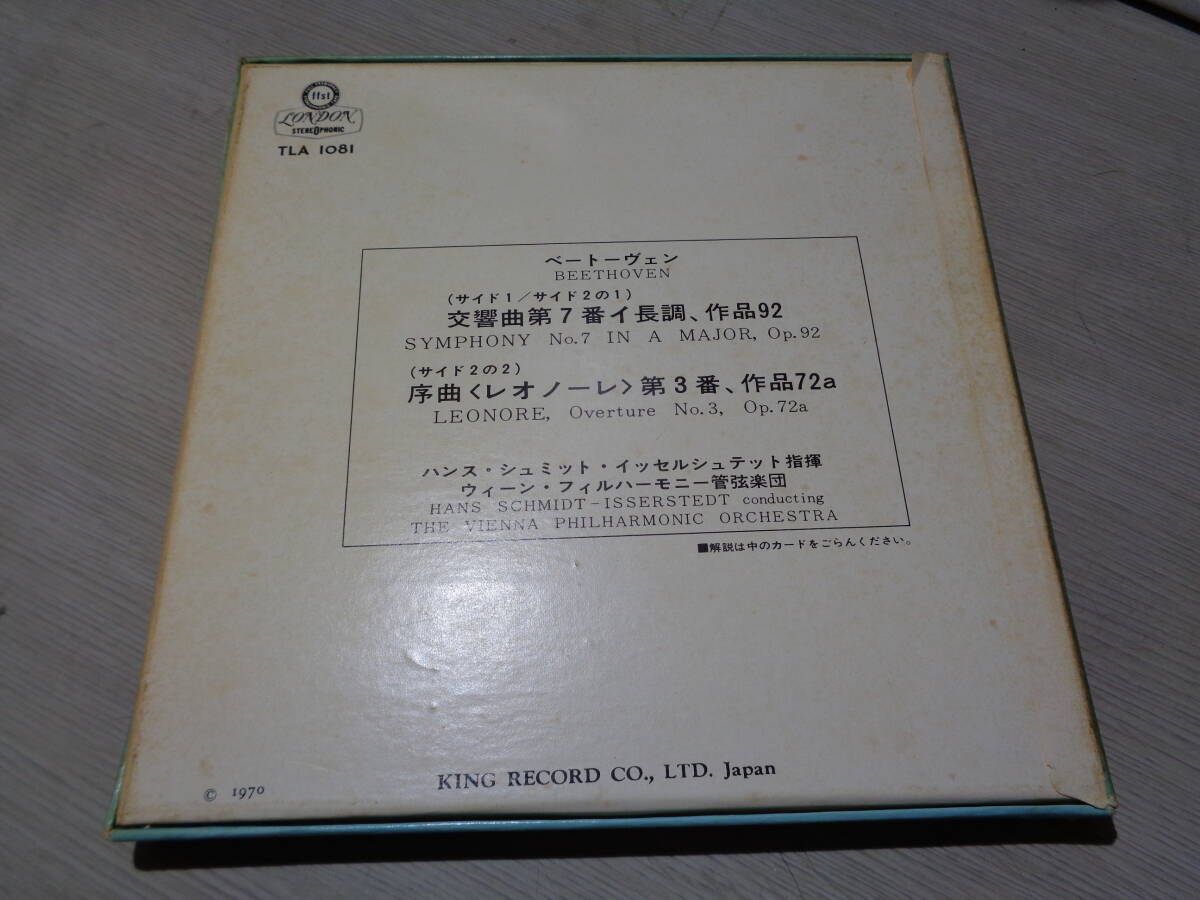 ffst
LONDON
STEREOPHONIC
TLA 1081
ベートーヴェン
BEETHOVEN
(サイド1/サイド2の1)
交響曲第7番イ長調、作品92
SYMPHONY No.7 IN A MAJOR, Op.92
(サイド2の2)
序曲〈レオノーレ〉第3番、作品72a
LEONORE, Overture No.3, Op.72a
ハンス・シュミット・イッセルシュテット指揮
ウィーン・フィルハーモニー管弦楽団
HANS SCHMIDT-ISSERSTEDT conducting
THE VIENNA PHILHARMONIC ORCHESTRA
■解説は中のカードをごらんください。
KING RECORD CO., LTD. Japan
© 1970